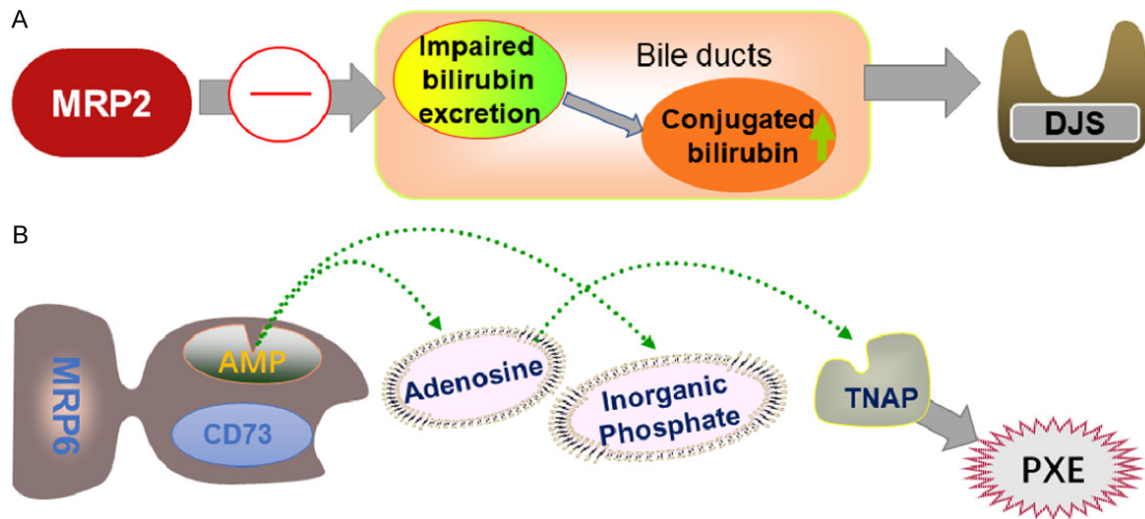 A
MRP2
Impaired
bilirubin
excretion
Bile ducts
Conjugated
bilirubin
DJS
B
MRP6
AMP
CD73
Adenosine
Inorganic
Phosphate
TNAP
PXE